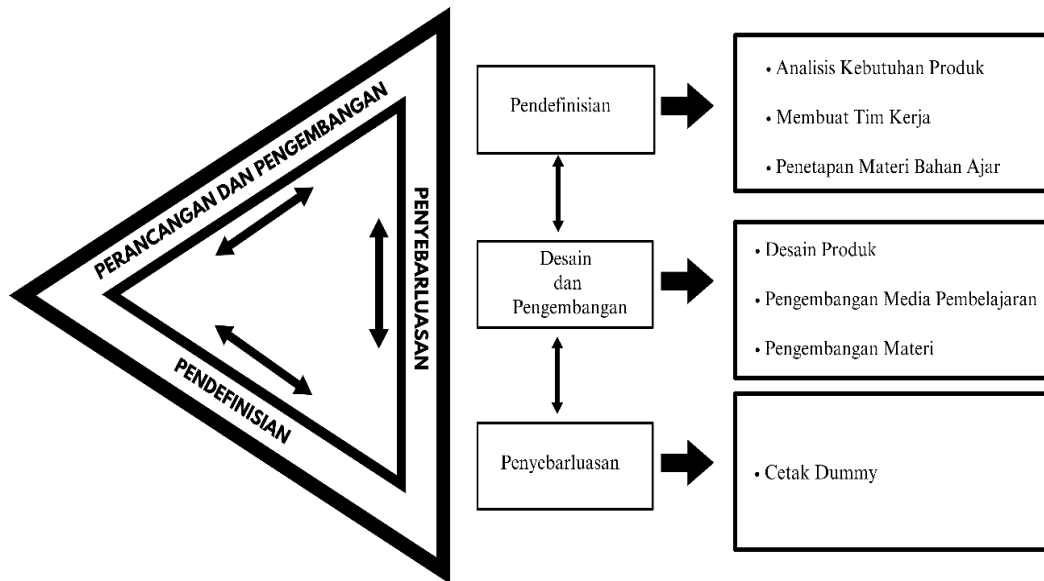 PERANCANGAN DAN PENGEMBANGAN
PENYEBARLUASAN
PENDEFINISIAN
Pendefinisian
• Analisis Kebutuhan Produk
• Membuat Tim Kerja
• Penetapan Materi Bahan Ajar
Desain
dan
Pengembangan
• Desain Produk
• Pengembangan Media Pembelajaran
• Pengembangan Materi
Penyebarluasan
• Cetak Dummy